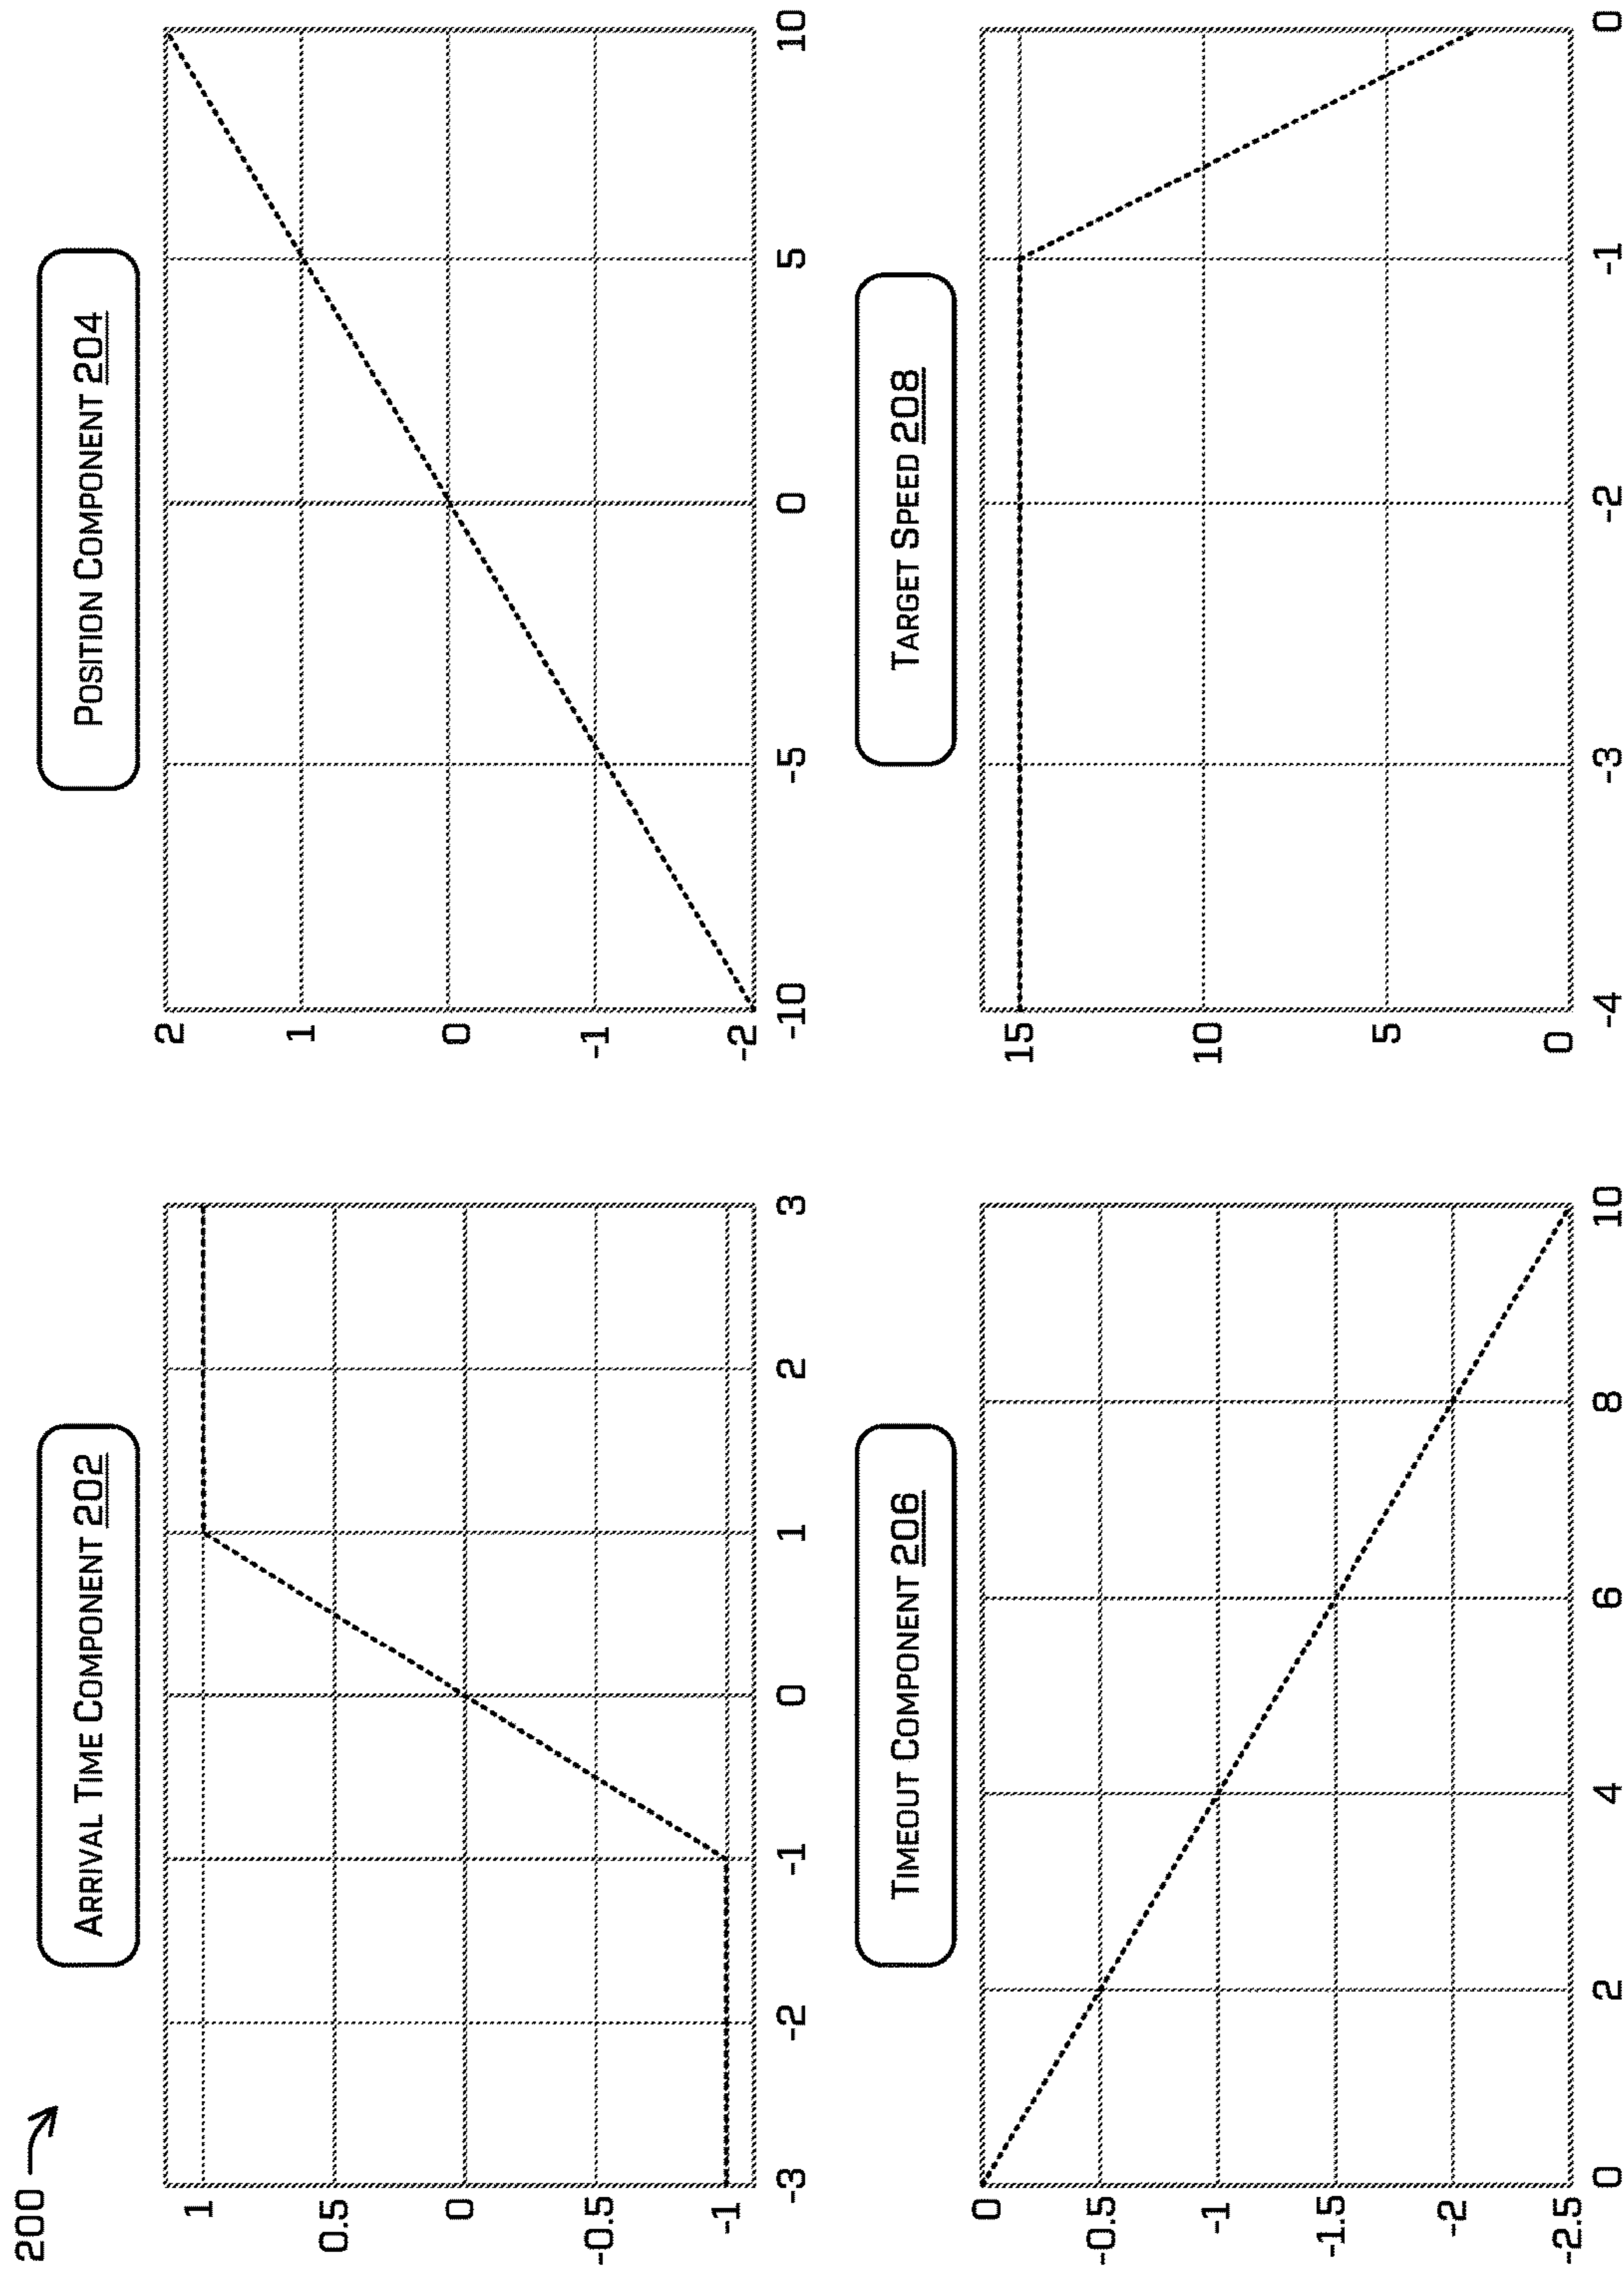 200
ARRIVAL TIME COMPONENT 202
1
0.5
0
-0.5
-1
-3 -2 -1 0 1 2 3
POSITION COMPONENT 204
2
1
0
-1
-2
-10 -5 0 5 10
TIMEOUT COMPONENT 206
0
-0.5
-1
-1.5
-2
-2.5
0 2 4 6 8 10
TARGET SPEED 208
15
10
5
0
-4 -3 -2 -1 0